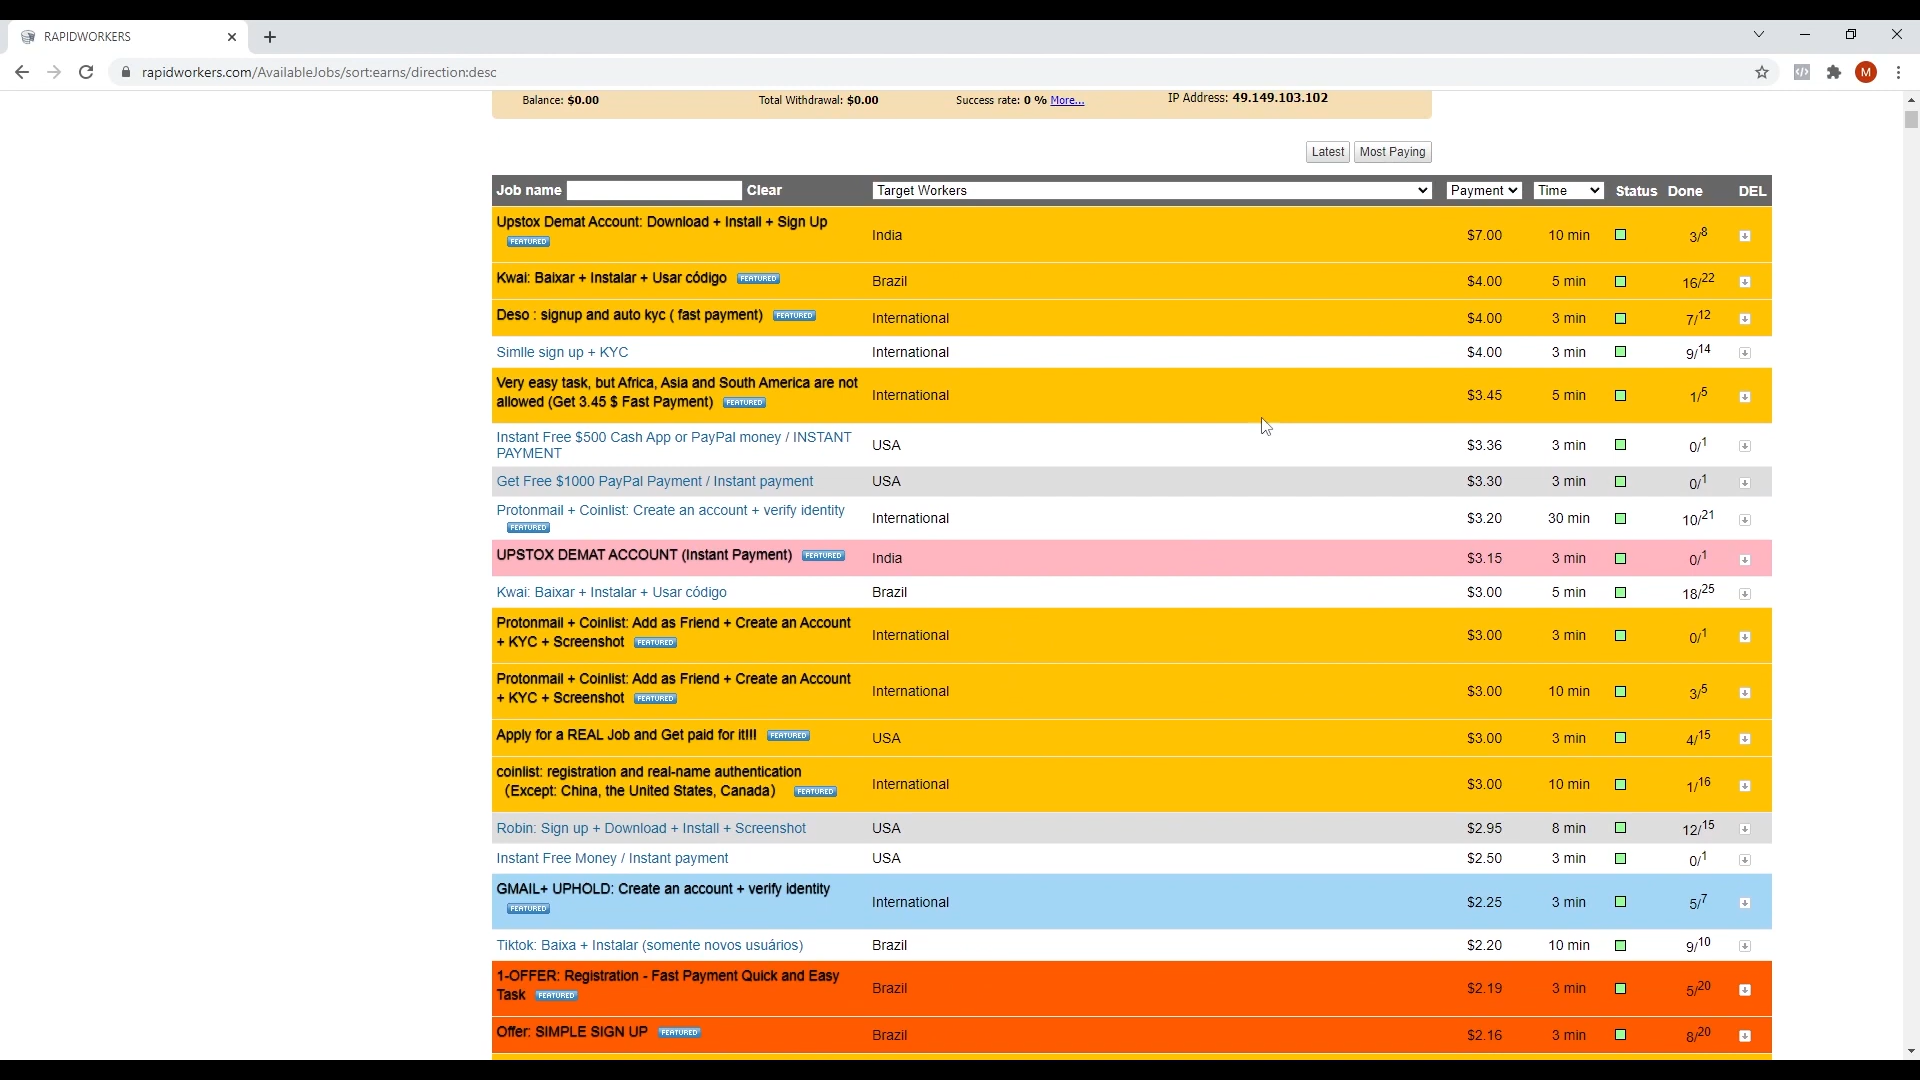 RAPIDWORKERS
rapidworkers.com/AvailableJobs/sort:earns/direction:desc
M
Balance: $0.00 Total Withdrawal: $0.00 Success rate: 0 % More... IP Address: 49.149.103.102
Latest Most Paying
Job name Clear Target Workers Payment Time Status Done DEL
Upstox Demat Account: Download + Install + Sign Up
FEATURED
India $7.00 10 min 3/8
Kwai: Baixar + Instalar + Usar código FEATURED Brazil $4.00 5 min 16/22
Deso : signup and auto kyc ( fast payment) FEATURED International $4.00 3 min 7/12
Simlle sign up + KYC International $4.00 3 min 9/14
Very easy task, but Africa, Asia and South America are not
allowed (Get 3.45 $ Fast Payment) FEATURED
International $3.45 5 min 1/5
Instant Free $500 Cash App or PayPal money / INSTANT
PAYMENT
USA $3.36 3 min 0/1
Get Free $1000 PayPal Payment / Instant payment USA $3.30 3 min 0/1
Protonmail + Coinlist: Create an account + verify identity
FEATURED
International $3.20 30 min 10/21
UPSTOX DEMAT ACCOUNT (Instant Payment) FEATURED India $3.15 3 min 0/1
Kwai: Baixar + Instalar + Usar código Brazil $3.00 5 min 18/25
Protonmail + Coinlist: Add as Friend + Create an Account
+ KYC + Screenshot FEATURED
International $3.00 3 min 0/1
Protonmail + Coinlist: Add as Friend + Create an Account
+ KYC + Screenshot FEATURED
International $3.00 10 min 3/5
Apply for a REAL Job and Get paid for it!!! FEATURED USA $3.00 3 min 4/15
coinlist: registration and real-name authentication
（Except: China, the United States, Canada） FEATURED
International $3.00 10 min 1/16
Robin: Sign up + Download + Install + Screenshot USA $2.95 8 min 12/15
Instant Free Money / Instant payment USA $2.50 3 min 0/1
GMAIL+ UPHOLD: Create an account + verify identity
FEATURED
International $2.25 3 min 5/7
Tiktok: Baixa + Instalar (somente novos usuários) Brazil $2.20 10 min 9/10
1-OFFER: Registration - Fast Payment Quick and Easy
Task FEATURED
Brazil $2.19 3 min 5/20
Offer: SIMPLE SIGN UP FEATURED Brazil $2.16 3 min 8/20